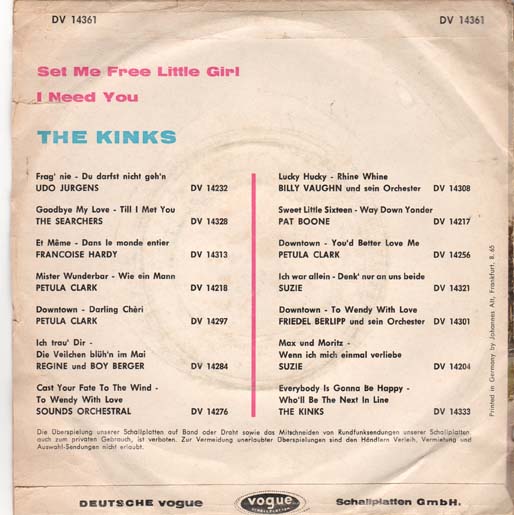 DV 14361
DV 14361
Set Me Free Little Girl
I Need You
THE KINKS
Frag' nie - Du darfst nicht geh'n
UDO JURGENS DV 14232
Goodbye My Love - Till I Met You
THE SEARCHERS DV 14328
Et Même - Dans le monde entier
FRANCOISE HARDY DV 14313
Mister Wunderbar - Wie ein Mann
PETULA CLARK DV 14218
Downtown - Darling Chèri
PETULA CLARK DV 14297
Ich trau' Dir -
Die Veilchen blüh'n im Mai
REGINE und BOY BERGER DV 14284
Cast Your Fate To The Wind -
To Wendy With Love
SOUNDS ORCHESTRAL DV 14276
Lucky Hucky - Rhine Whine
BILLY VAUGHN und sein Orchester DV 14308
Sweet Little Sixteen - Way Down Yonder
PAT BOONE DV 14217
Downtown - You'd Better Love Me
PETULA CLARK DV 14256
Ich war allein - Denk' nur an uns beide
SUZIE DV 14321
Downtown - To Wendy With Love
FRIEDEL BERLIPP und sein Orchester DV 14301
Max und Moritz -
Wenn ich mich einmal verliebe
SUZIE DV 14204
Everybody Is Gonna Be Happy -
Who'll Be The Next In Line
THE KINKS DV 14333
Die Überspielung unserer Schallplatten auf Band oder Draht sowie das Mitschneiden von Rundfunksendungen unserer Schallplatten
auch zum privaten Gebrauch, ist verboten. Zur Vermeidung unerlaubter Überspielungen sind den Händlern Verleih, Vermietung und
Auswahl-Sendungen nicht erlaubt.
Printed in Germany by Johannes Alt, Frankfurt, B. 65
DEUTSCHE vogue
vogue
SCHALLPLATTEN
Schallplatten GmbH.